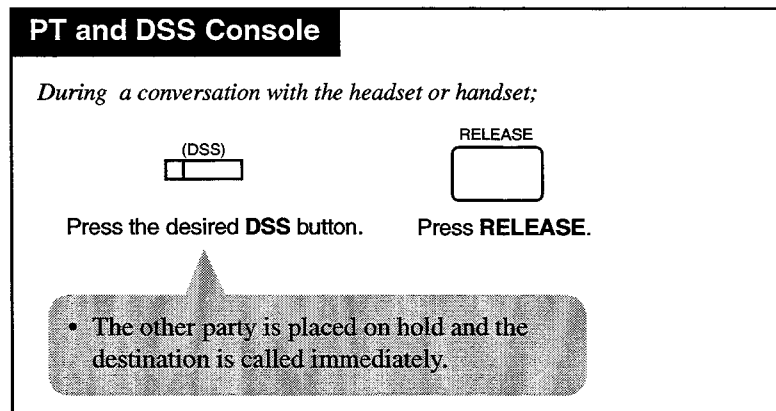 PT and DSS Console
During a conversation with the headset or handset;
(DSS)
RELEASE
Press the desired DSS button.
Press RELEASE.
• The other party is placed on hold and the
destination is called immediately.